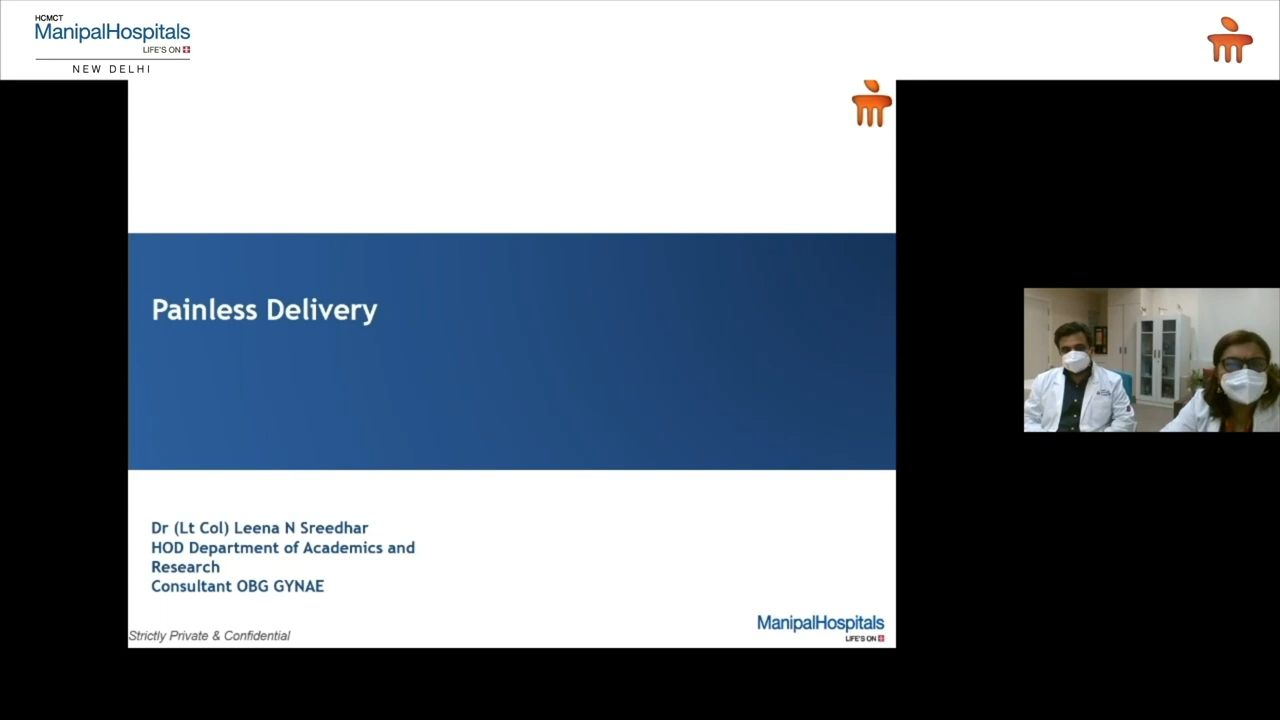 HCMCT
ManipalHospitals
LIFE'S ON
NEW DELHI
Painless Delivery
Dr (Lt Col) Leena N Sreedhar
HOD Department of Academics and
Research
Consultant OBG GYNAE
Strictly Private & Confidential
ManipalHospitals
LIFE'S ON